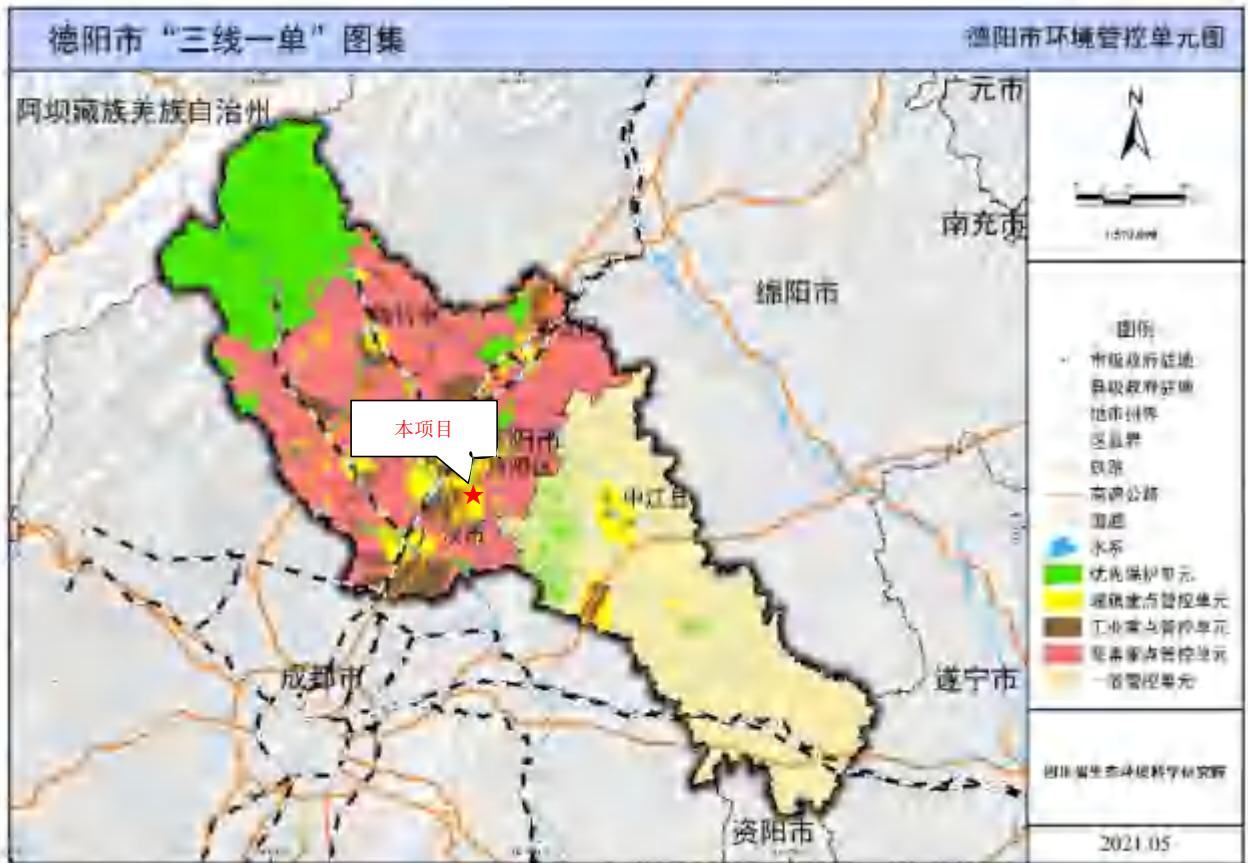 德阳市“三线一单”图集
德阳市环境管控单元图
阿坝藏族羌族自治州
广元市
N
南充市
绵阳市
图例
市级政府驻地
县级政府驻地
地市州界
区县界
铁路
高速公路
国道
水系
优先保护单元
城镇重点管控单元
工业重点管控单元
要素重点管控单元
一般管控单元
本项目
中江县
成都市
遂宁市
四川省生态环境科学研究院
资阳市
2021.05